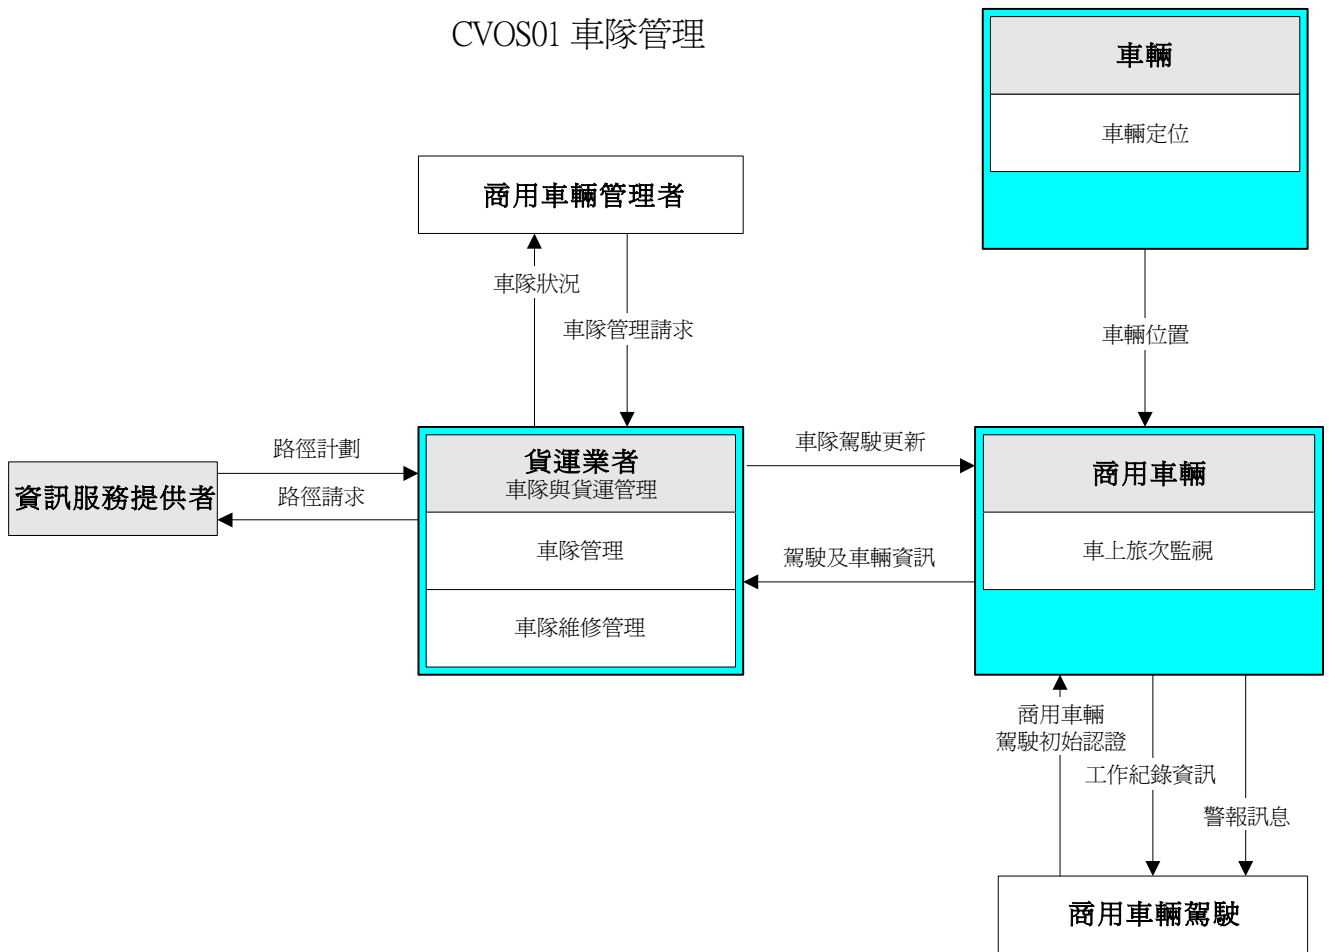 CVOS01 車隊管理
車輛
車輛定位
商用車輛管理者
車隊狀況
車隊管理請求
車輛位置
路徑計劃
路徑請求
資訊服務提供者
貨運業者
車隊與貨運管理
車隊管理
車隊維修管理
車隊駕駛更新
駕駛及車輛資訊
商用車輛
車上旅次監視
商用車輛
駕駛初始認證
工作紀錄資訊
警報訊息
商用車輛駕駛